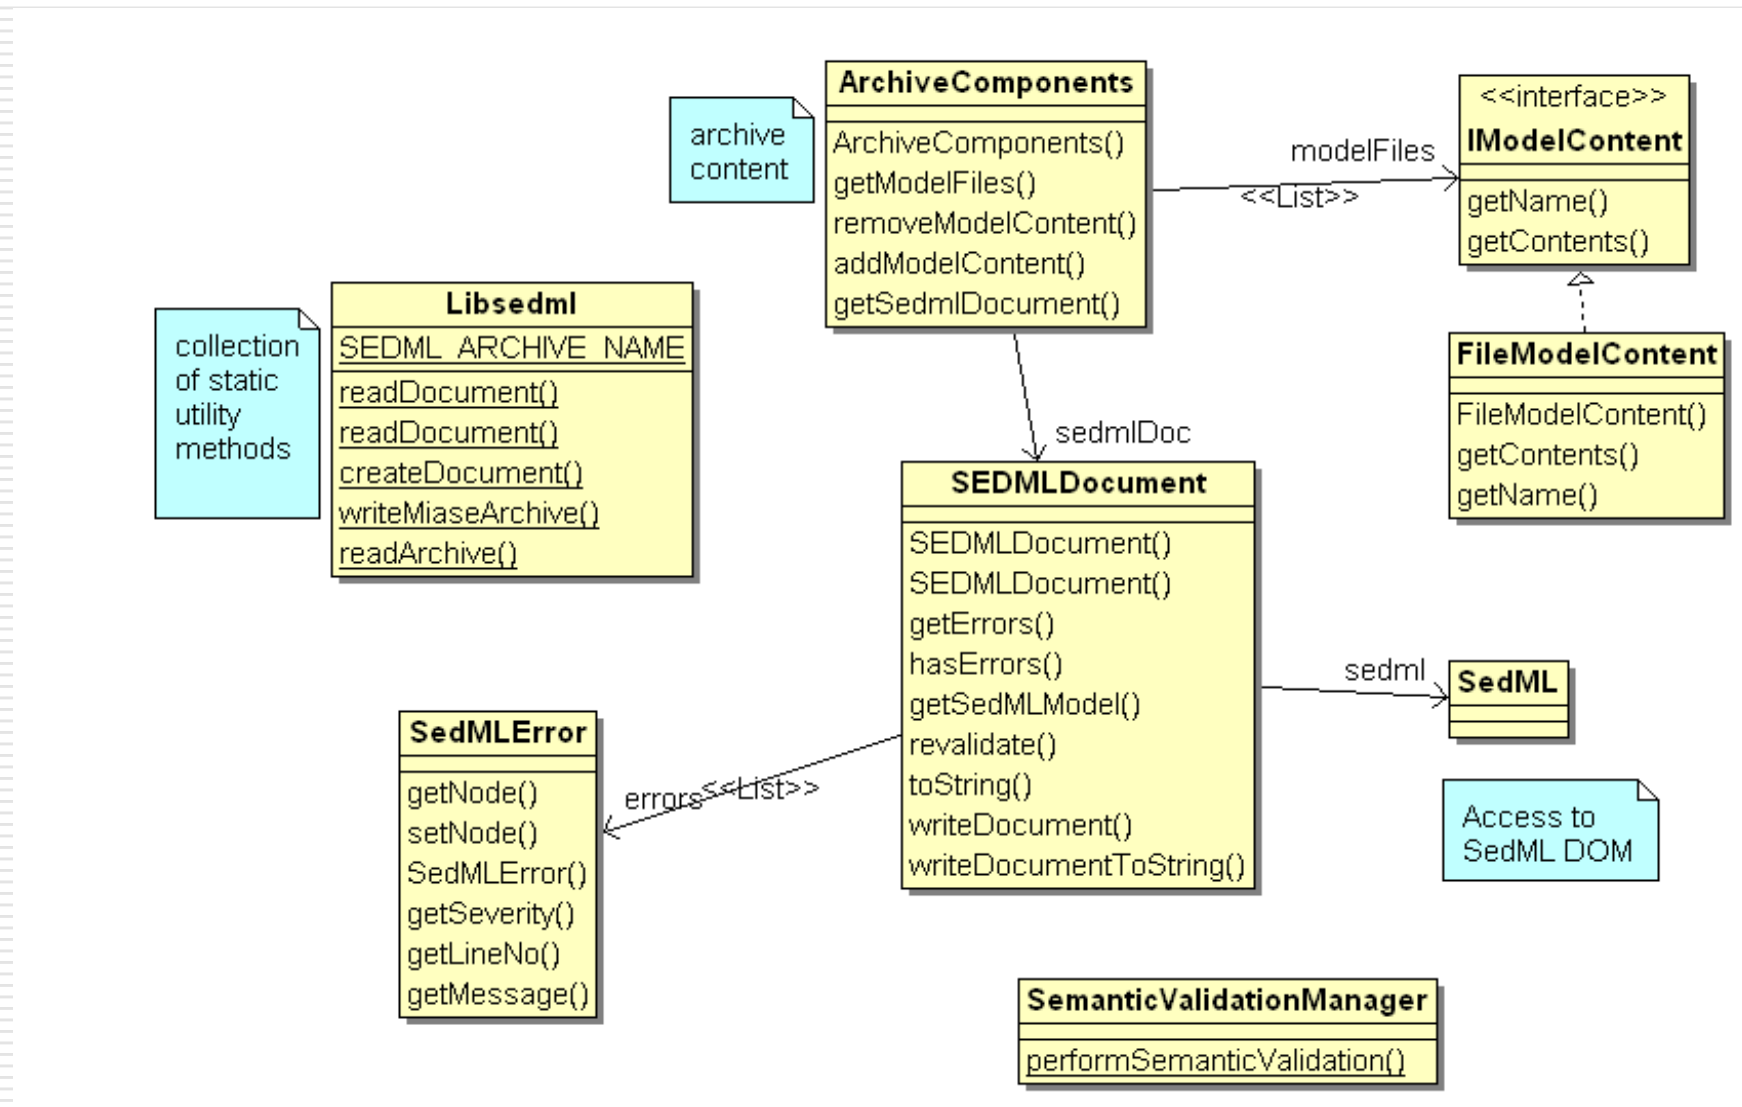 archive
content
ArchiveComponents
ArchiveComponents()
getModelFiles()
removeModelContent()
addModelContent()
getSedmlDocument()
modelFiles
<<List>>
<<interface>>
IModelContent
getName()
getContents()
FileModelContent
FileModelContent()
getContents()
getName()
collection
of static
utility
methods
Libsedml
SEDML_ARCHIVE_NAME
readDocument()
readDocument()
createDocument()
writeMiaseArchive()
readArchive()
sedmlDoc
SEDMLDocument
SEDMLDocument()
SEDMLDocument()
getErrors()
hasErrors()
getSedMLModel()
revalidate()
toString()
writeDocument()
writeDocumentToString()
sedml
SedML
Access to
SedML DOM
errors
<<List>>
SedMLError
getNode()
setNode()
SedMLError()
getSeverity()
getLineNo()
getMessage()
SemanticValidationManager
performSemanticValidation()